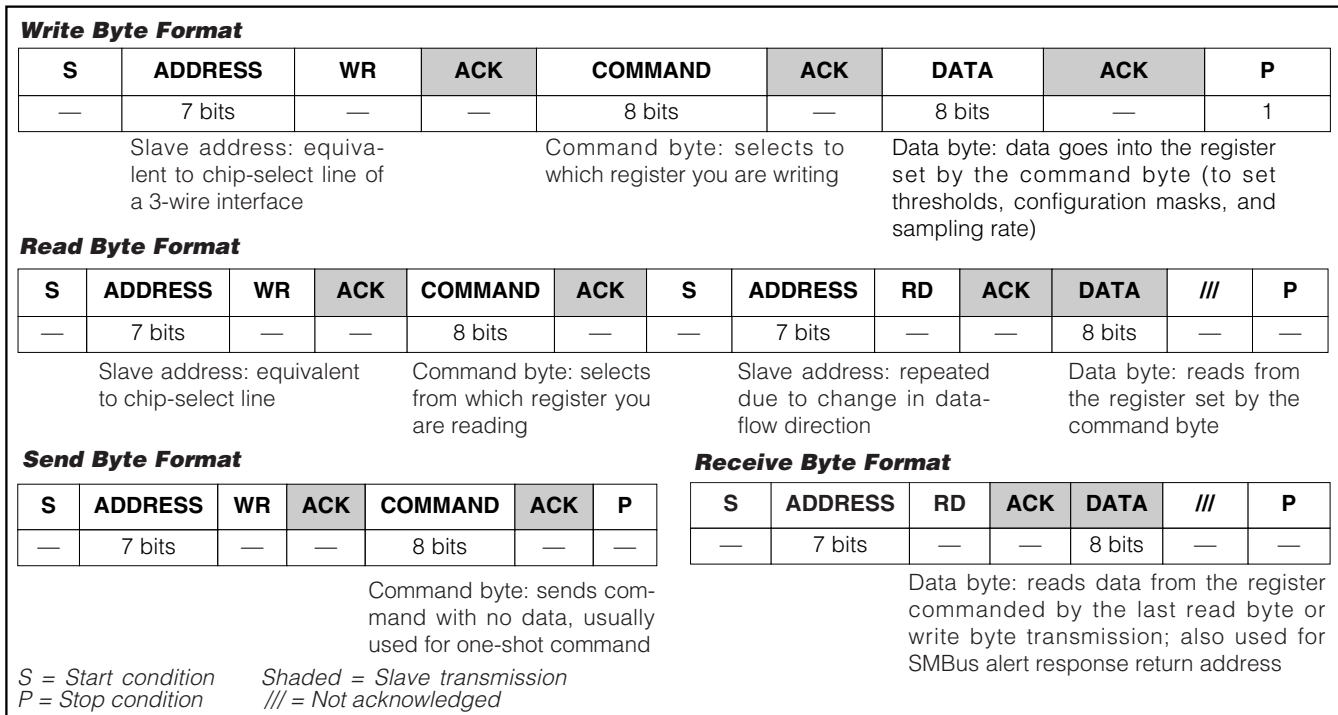 Write Byte Format
S ADDRESS WR ACK COMMAND ACK DATA ACK P
— 7 bits — — 8 bits — 8 bits — 1
Slave address: equiva-
lent to chip-select line of
a 3-wire interface
Command byte: selects to
which register you are writing
Data byte: data goes into the register
set by the command byte (to set
thresholds, configuration masks, and
sampling rate)
Read Byte Format
S ADDRESS WR ACK COMMAND ACK S ADDRESS RD ACK DATA /// P
— 7 bits — — 8 bits — — 7 bits — — 8 bits — —
Slave address: equivalent
to chip-select line
Command byte: selects
from which register you
are reading
Slave address: repeated
due to change in data-
flow direction
Data byte: reads from
the register set by the
command byte
Send Byte Format
S ADDRESS WR ACK COMMAND ACK P
— 7 bits — — 8 bits — —
Command byte: sends com-
mand with no data, usually
used for one-shot command
Receive Byte Format
S ADDRESS RD ACK DATA /// P
— 7 bits — — 8 bits — —
Data byte: reads data from the register
commanded by the last read byte or
write byte transmission; also used for
SMBus alert response return address
S = Start condition Shaded = Slave transmission
P = Stop condition /// = Not acknowledged